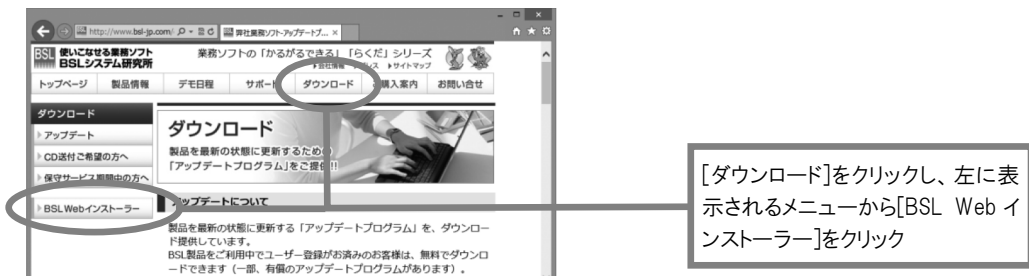 http://www.bsl-jp.com/
弊社業務ソフト-アップデートプ...
BSL 使いこなせる業務ソフト
BSLシステム研究所
業務ソフトの「かるがるできる」「らくだ」シリーズ
サイトマップ
トップページ 製品情報 デモ日程 サポート ダウンロード 購入案内 お問い合せ
ダウンロード
アップデート
CD送付ご希望の方へ
保守サービス期間中の方へ
BSL Webインストーラー
ダウンロード
製品を最新の状態に更新するための
「アップデートプログラム」をご提供!!
アップデートについて
製品を最新の状態に更新する「アップデートプログラム」を、ダウンロー
ド提供しています。
BSL製品をご利用中でユーザー登録がお済みのお客様は、無料でダウンロ
ードできます(一部、有償のアップデートプログラムがあります)。
[ダウンロード]をクリックし、左に表
示されるメニューから[BSL Web イ
ンストーラー]をクリック